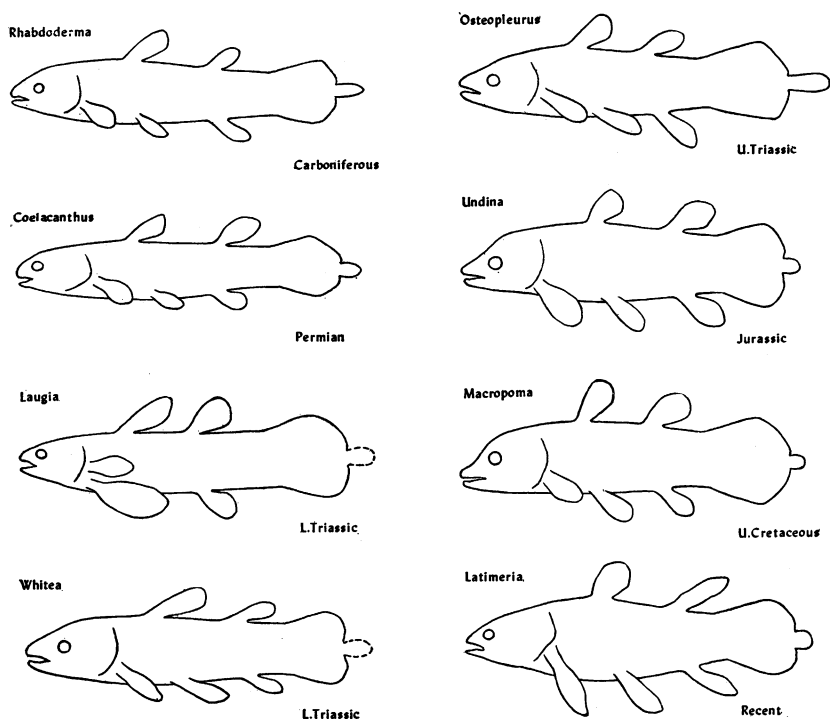 Rhabdoderma
Carboniferous
Coelacanthus
Permian
Laugia
L.Triassic
Whitea
L.Triassic
Osteopleurus
U.Triassic
Undina
Jurassic
Macropoma
U.Cretaceous
Latimeria
Recent